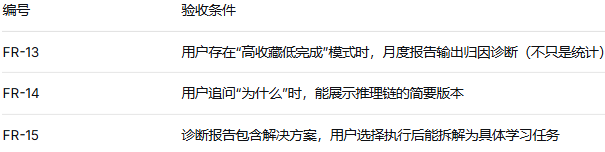 编号 验收条件
FR-13 用户存在“高收藏低完成”模式时，月度报告输出归因诊断（不只是统计）
FR-14 用户追问“为什么”时，能展示推理链的简要版本
FR-15 诊断报告包含解决方案，用户选择执行后能拆解为具体学习任务